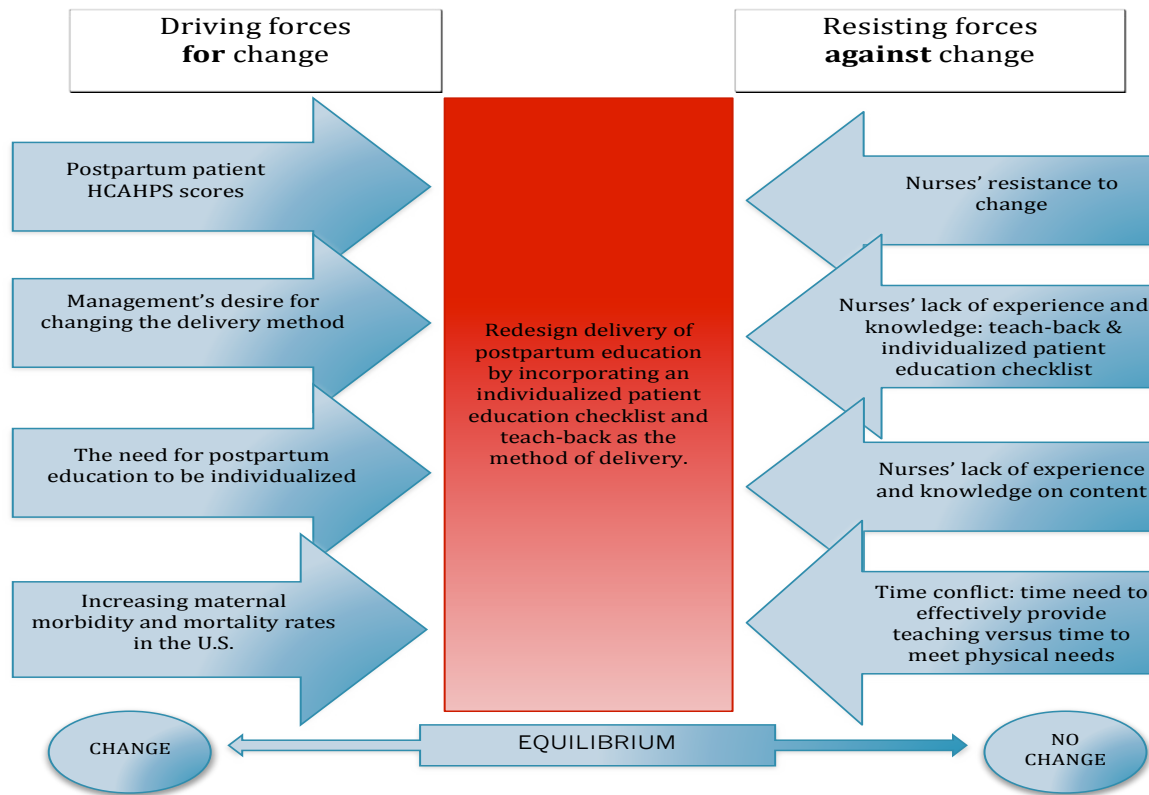 Driving forces
for change
Resisting forces
against change
Postpartum patient
HCAHPS scores
Management's desire for
changing the delivery method
The need for postpartum
education to be individualized
Increasing maternal
morbidity and mortality rates
in the U.S.
Redesign delivery of
postpartum education
by incorporating an
individualized patient
education checklist and
teach-back as the
method of delivery.
Nurses' resistance to
change
Nurses' lack of experience and
knowledge: teach-back &
individualized patient
education checklist
Nurses' lack of experience
and knowledge on content
Time conflict: time need to
effectively provide
teaching versus time to
meet physical needs
CHANGE
EQUILIBRIUM
NO
CHANGE